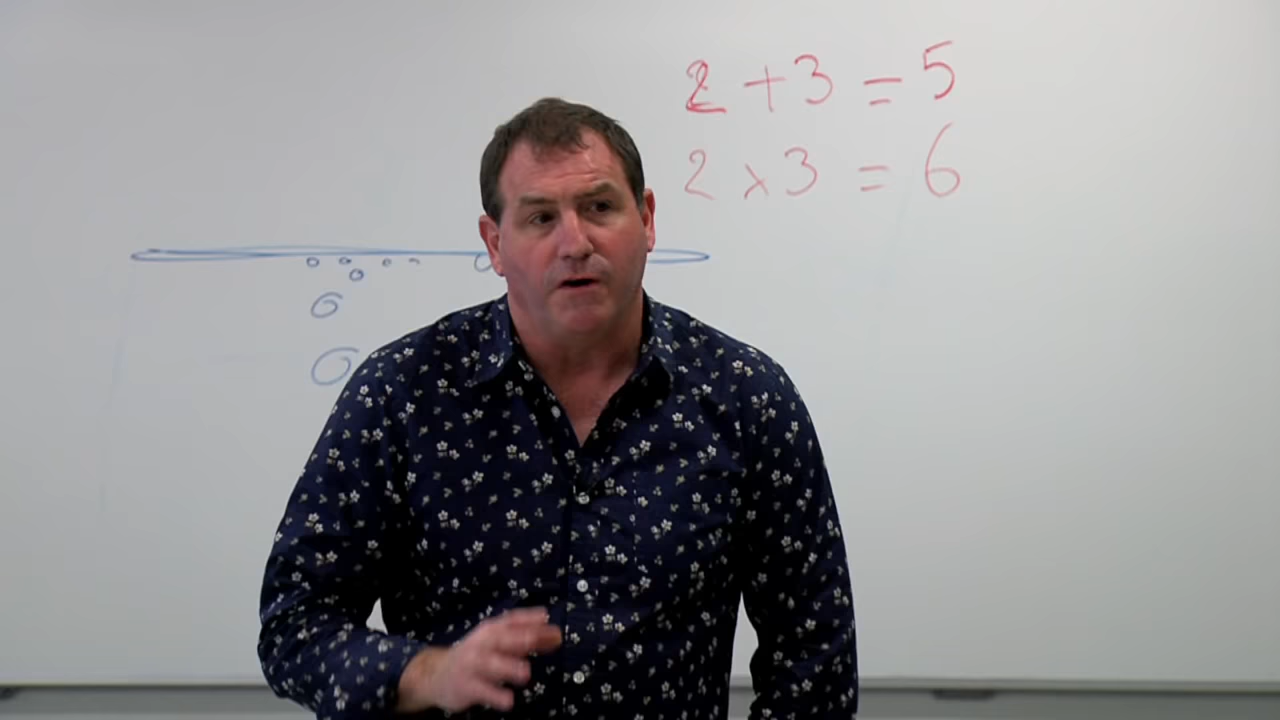 2 + 3 = 5
2 x 3 = 6